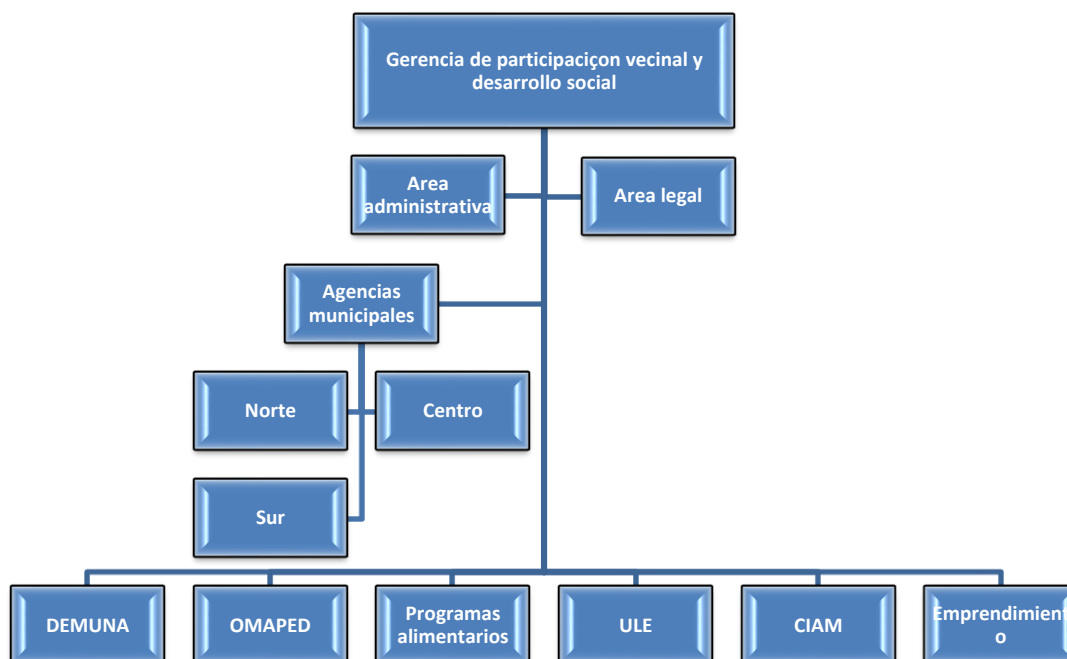 Gerencia de participaciçon vecinal y
desarrollo social
Area
administrativa
Area legal
Agencias
municipales
Norte
Centro
Sur
DEMUNA
OMAPED
Programas
alimentarios
ULE
CIAM
Emprendimient
o